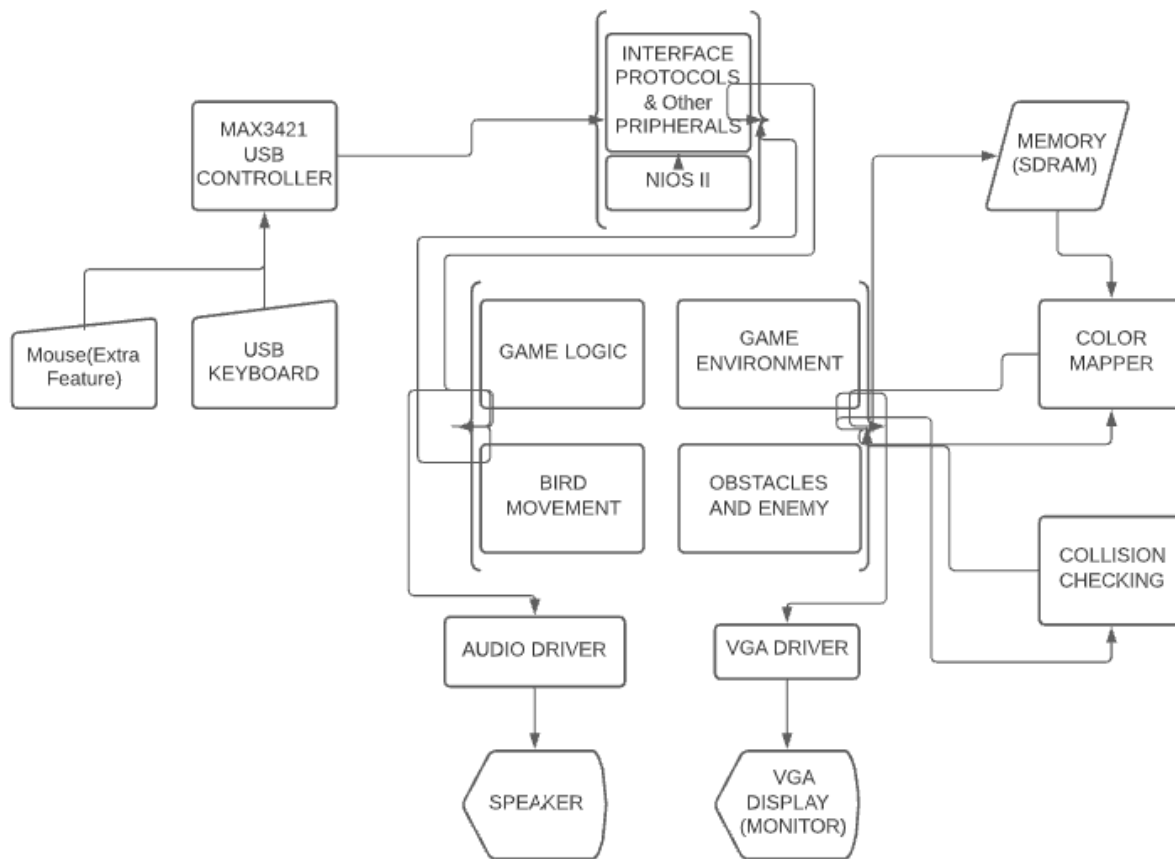 INTERFACE
PROTOCOLS
& Other
PRIPHERALS
NIOS II
MAX3421
USB
CONTROLLER
MEMORY
(SDRAM)
Mouse(Extra
Feature)
USB
KEYBOARD
GAME LOGIC
GAME
ENVIRONMENT
COLOR
MAPPER
BIRD
MOVEMENT
OBSTACLES
AND ENEMY
COLLISION
CHECKING
AUDIO DRIVER
VGA DRIVER
SPEAKER
VGA
DISPLAY
(MONITOR)